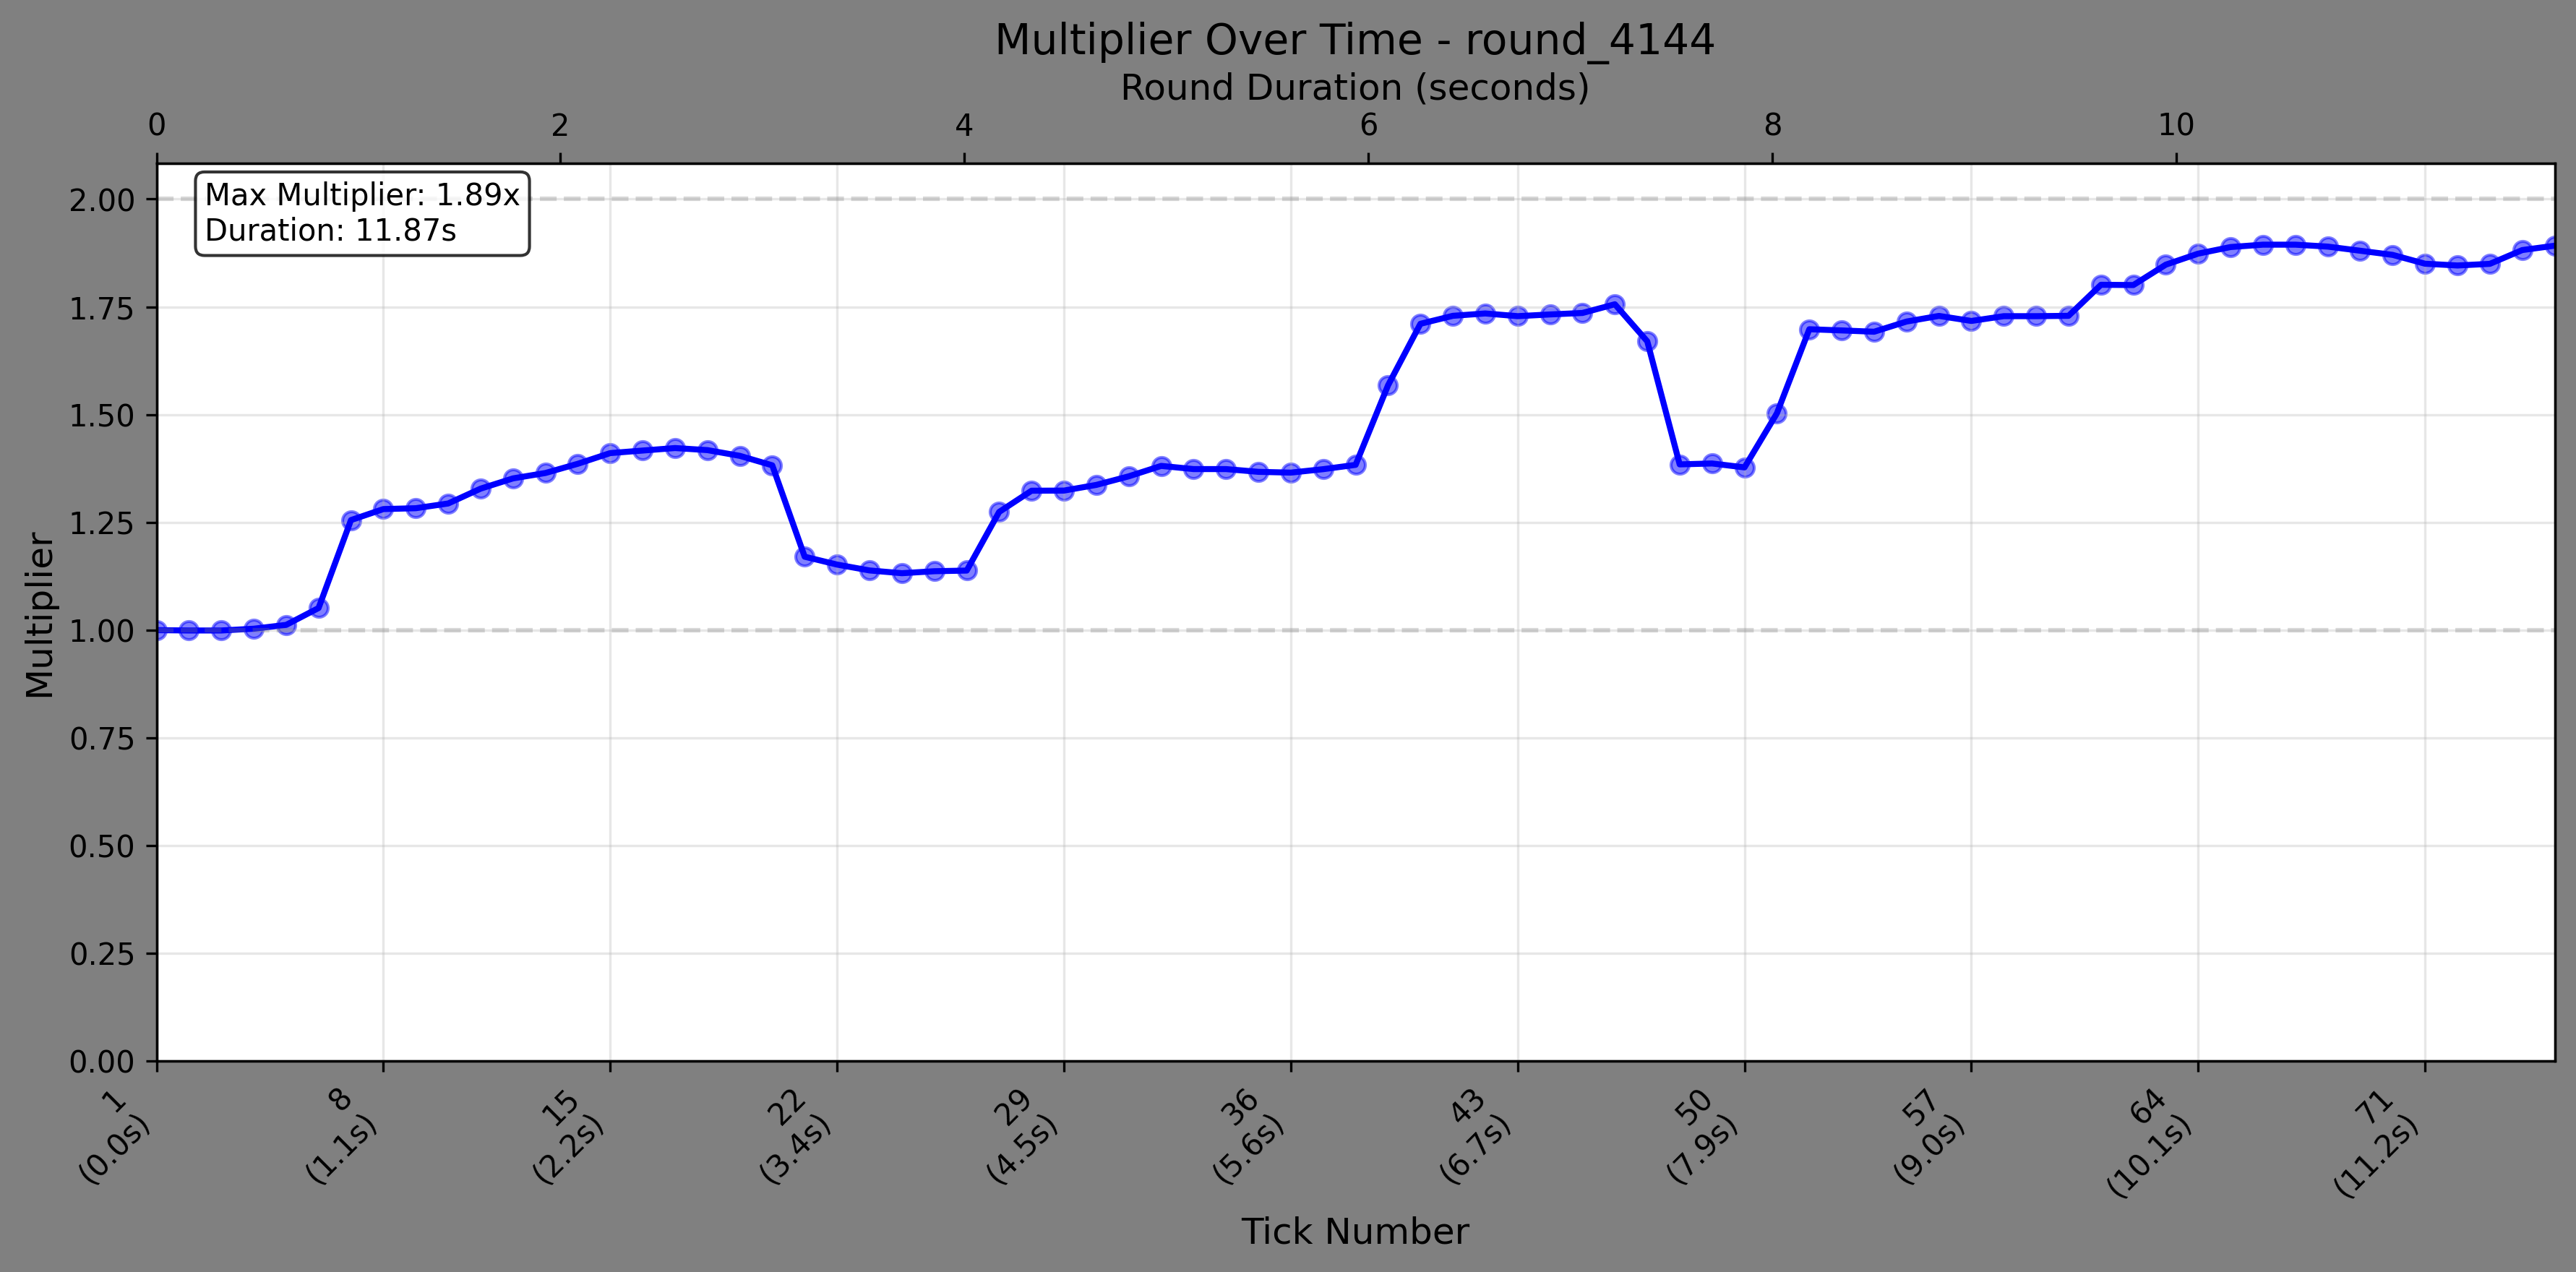 Multiplier Over Time - round_4144
Round Duration (seconds)
0 2 4 6 8 10
Max Multiplier: 1.89x
Duration: 11.87s
Multiplier
2.00
1.75
1.50
1.25
1.00
0.75
0.50
0.25
0.00
1
(0.0s)
8
(1.1s)
15
(2.2s)
22
(3.4s)
29
(4.5s)
36
(5.6s)
43
(6.7s)
50
(7.9s)
57
(9.0s)
64
(10.1s)
71
(11.2s)
Tick Number